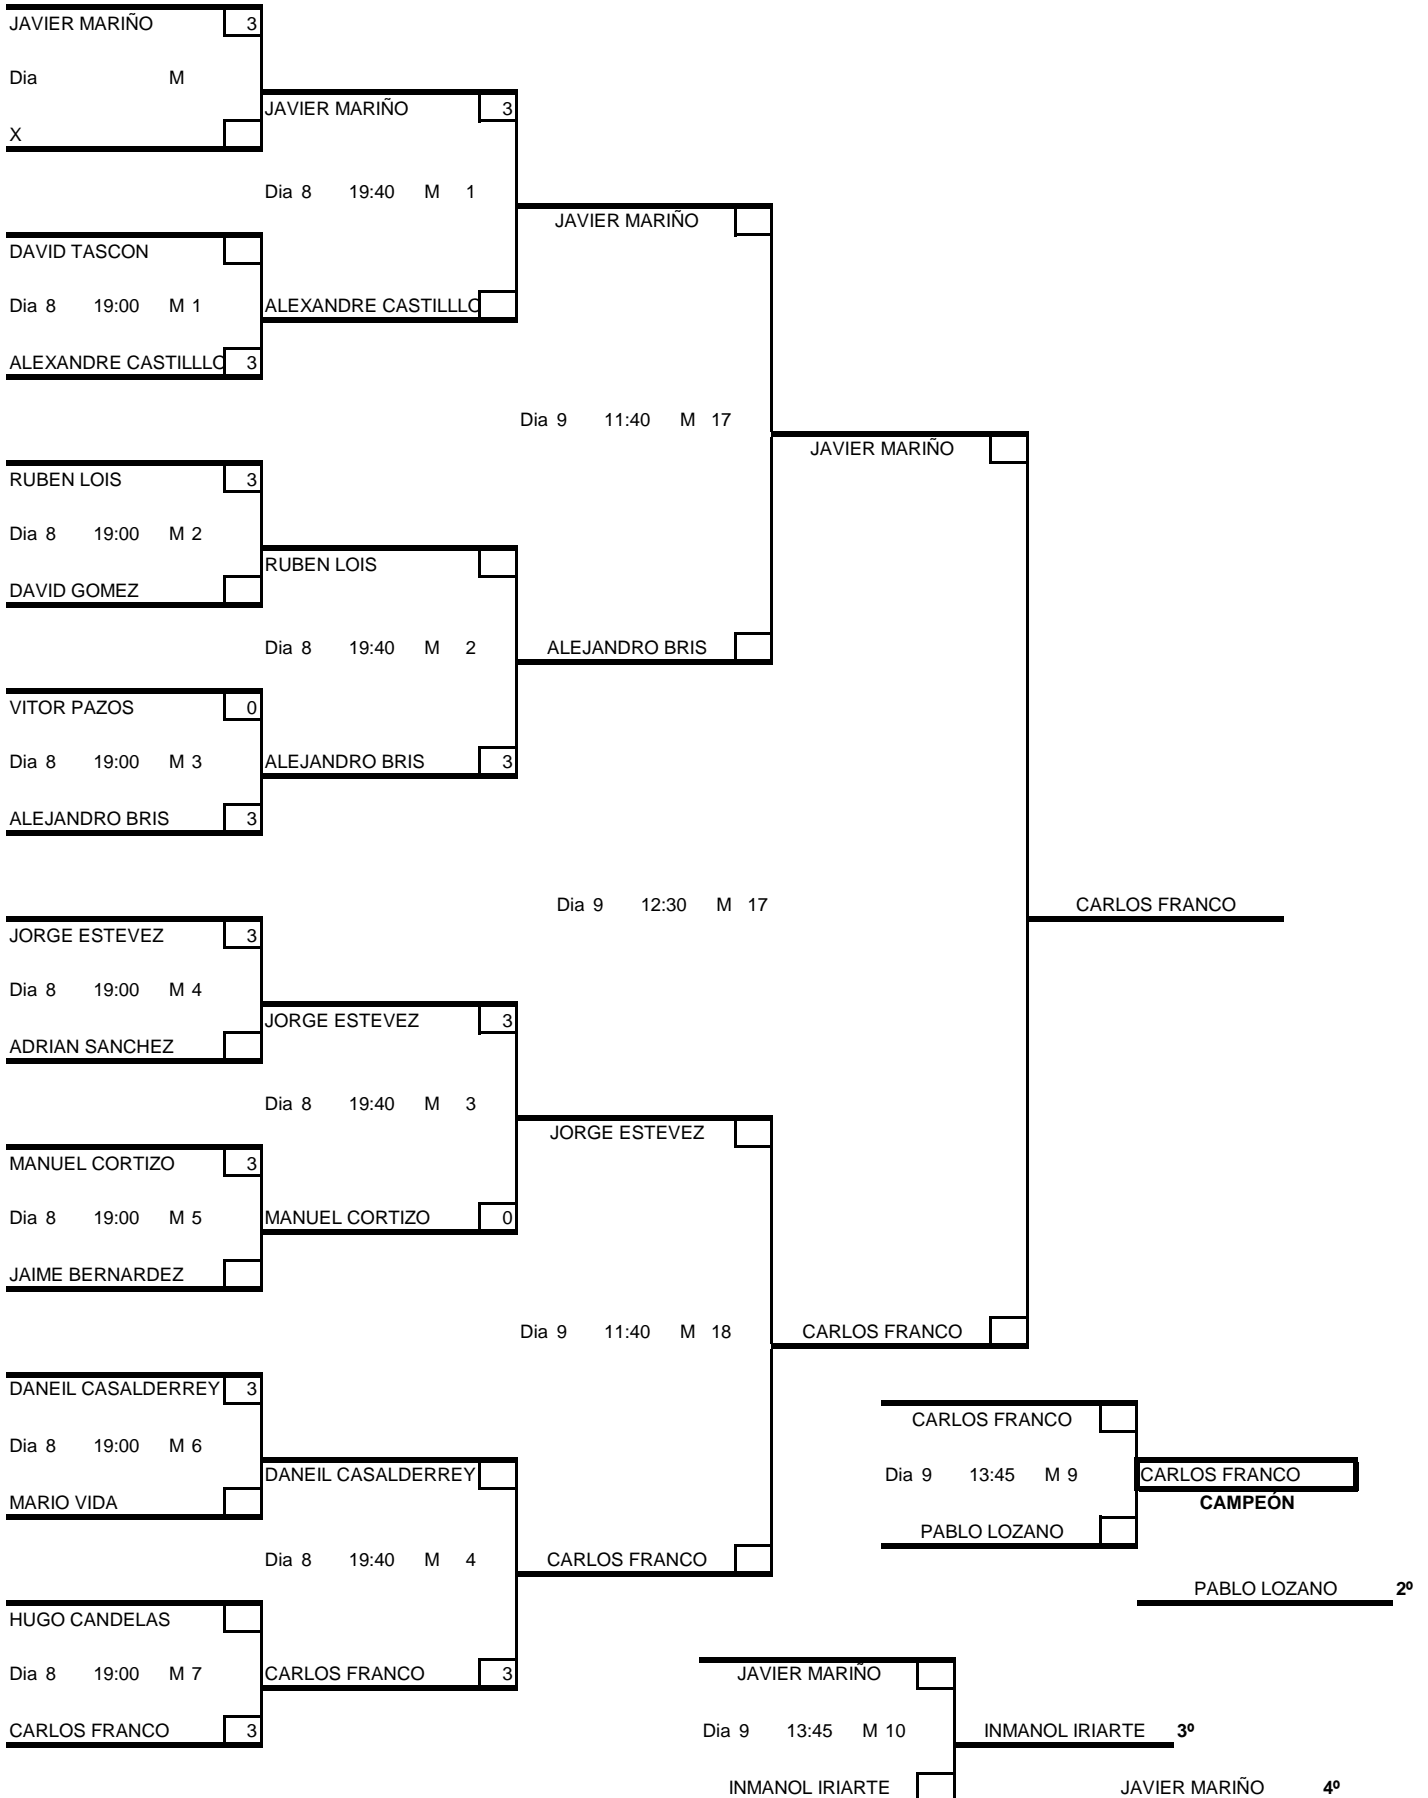 JAVIER MARIÑO 3
Dia M
JAVIER MARIÑO 3
X
Dia 8 19:40 M 1
JAVIER MARIÑO
DAVID TASCON
Dia 8 19:00 M 1 ALEXANDRE CASTILLLO
ALEXANDRE CASTILLLO 3
Dia 9 11:40 M 17
JAVIER MARIÑO
RUBEN LOIS 3
Dia 8 19:00 M 2
RUBEN LOIS
DAVID GOMEZ
Dia 8 19:40 M 2 ALEJANDRO BRIS
VITOR PAZOS 0
Dia 8 19:00 M 3 ALEJANDRO BRIS 3
ALEJANDRO BRIS 3
Dia 9 12:30 M 17 CARLOS FRANCO
JORGE ESTEVEZ 3
Dia 8 19:00 M 4
JORGE ESTEVEZ 3
ADRIAN SANCHEZ
Dia 8 19:40 M 3
JORGE ESTEVEZ
MANUEL CORTIZO 3
Dia 8 19:00 M 5 MANUEL CORTIZO 0
JAIME BERNARDEZ
Dia 9 11:40 M 18 CARLOS FRANCO
DANEIL CASALDERREY 3
CARLOS FRANCO
Dia 8 19:00 M 6
DANEIL CASALDERREY Dia 9 13:45 M 9 CARLOS FRANCO
MARIO VIDA CAMPEÓN
PABLO LOZANO
Dia 8 19:40 M 4 CARLOS FRANCO
PABLO LOZANO 2º
HUGO CANDELAS
Dia 8 19:00 M 7 CARLOS FRANCO 3 JAVIER MARIÑO
CARLOS FRANCO 3 Dia 9 13:45 M 10 INMANOL IRIARTE 3º
INMANOL IRIARTE JAVIER MARIÑO 4º